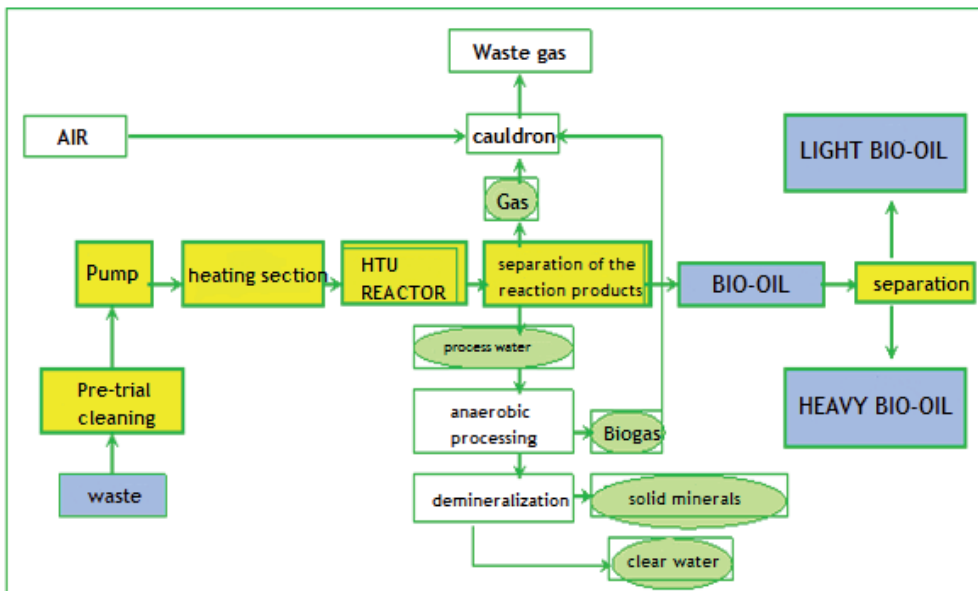 Waste gas
AIR
cauldron
LIGHT BIO-OIL
Gas
Pump
heating section
HTU
REACTOR
separation of the
reaction products
BIO-OIL
separation
process water
Pre-trial
cleaning
anaerobic
processing
Biogas
HEAVY BIO-OIL
waste
demineralization
solid minerals
clear water